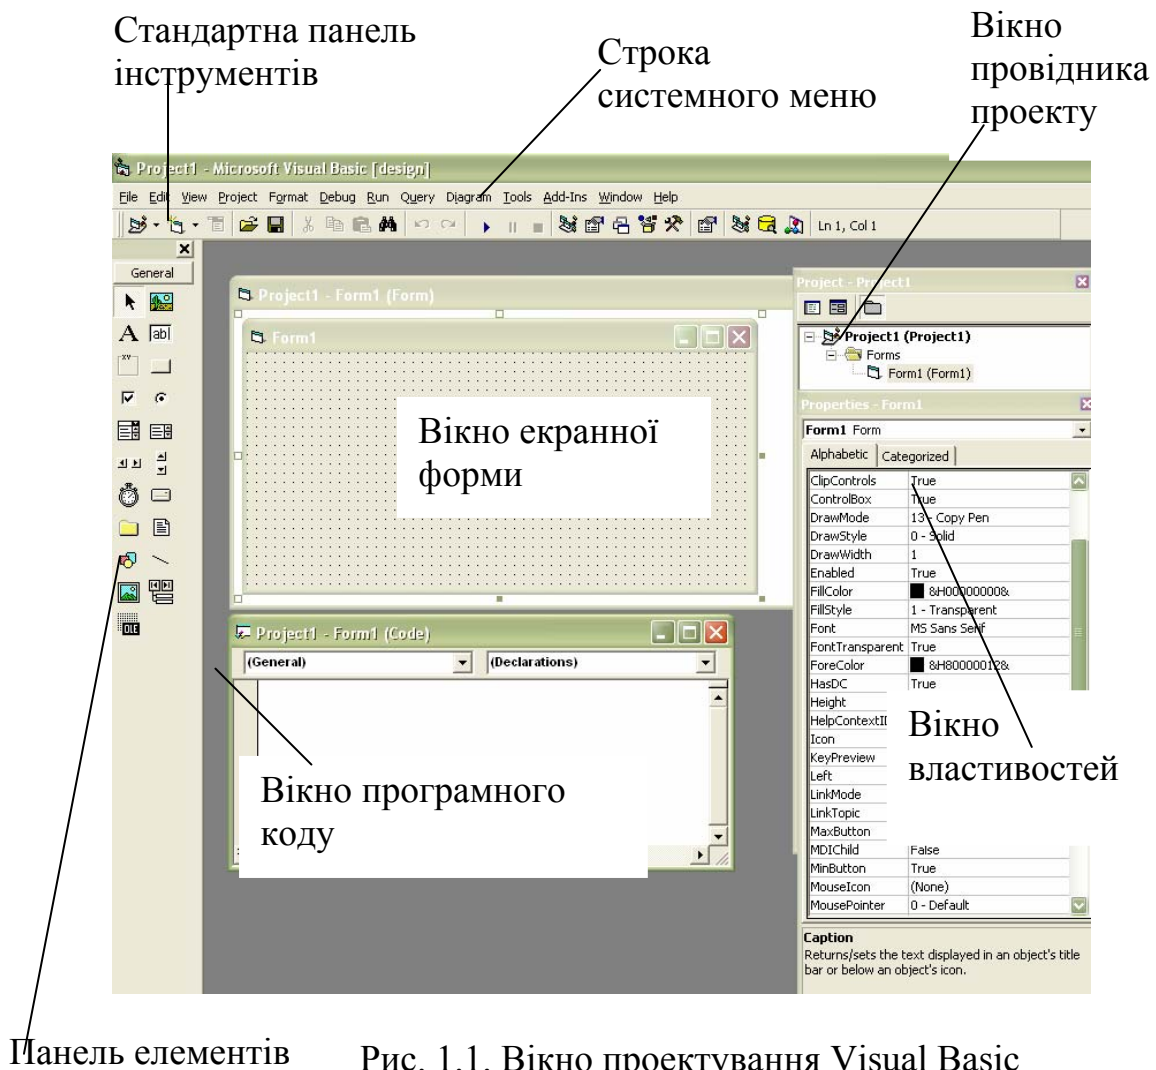 Стандартна панель
інструментів
Строка
системного меню
Вікно
провідника
проекту
Project1 - Microsoft Visual Basic [design]
File Edit View Project Format Debug Run Query Diagram Tools Add-Ins Window Help
Ln 1, Col 1
General
A ab|
XY
OLE
Project1 - Form1 (Form)
Form1
Вікно екранної
форми
Project1 - Form1 (Code)
(General) (Declarations)
Вікно програмного
коду
Project - Project1
Project1 (Project1)
Forms
Form1 (Form1)
Properties - Form1
Form1 Form
Alphabetic Categorized
ClipControls True
ControlBox True
DrawMode 13 - Copy Pen
DrawStyle 0 - Solid
DrawWidth 1
Enabled True
FillColor &H00000000&
FillStyle 1 - Transparent
Font MS Sans Serif
FontTransparent True
ForeColor &H80000012&
HasDC True
Height
HelpContextID
Icon
KeyPreview
Left
LinkMode
LinkTopic
MaxButton
MDIChild False
MinButton True
MouseIcon (None)
MousePointer 0 - Default
Вікно
властивостей
Caption
Returns/sets the text displayed in an object's title
bar or below an object's icon.
Панель елементів
Рис. 1.1. Вікно проектування Visual Basic